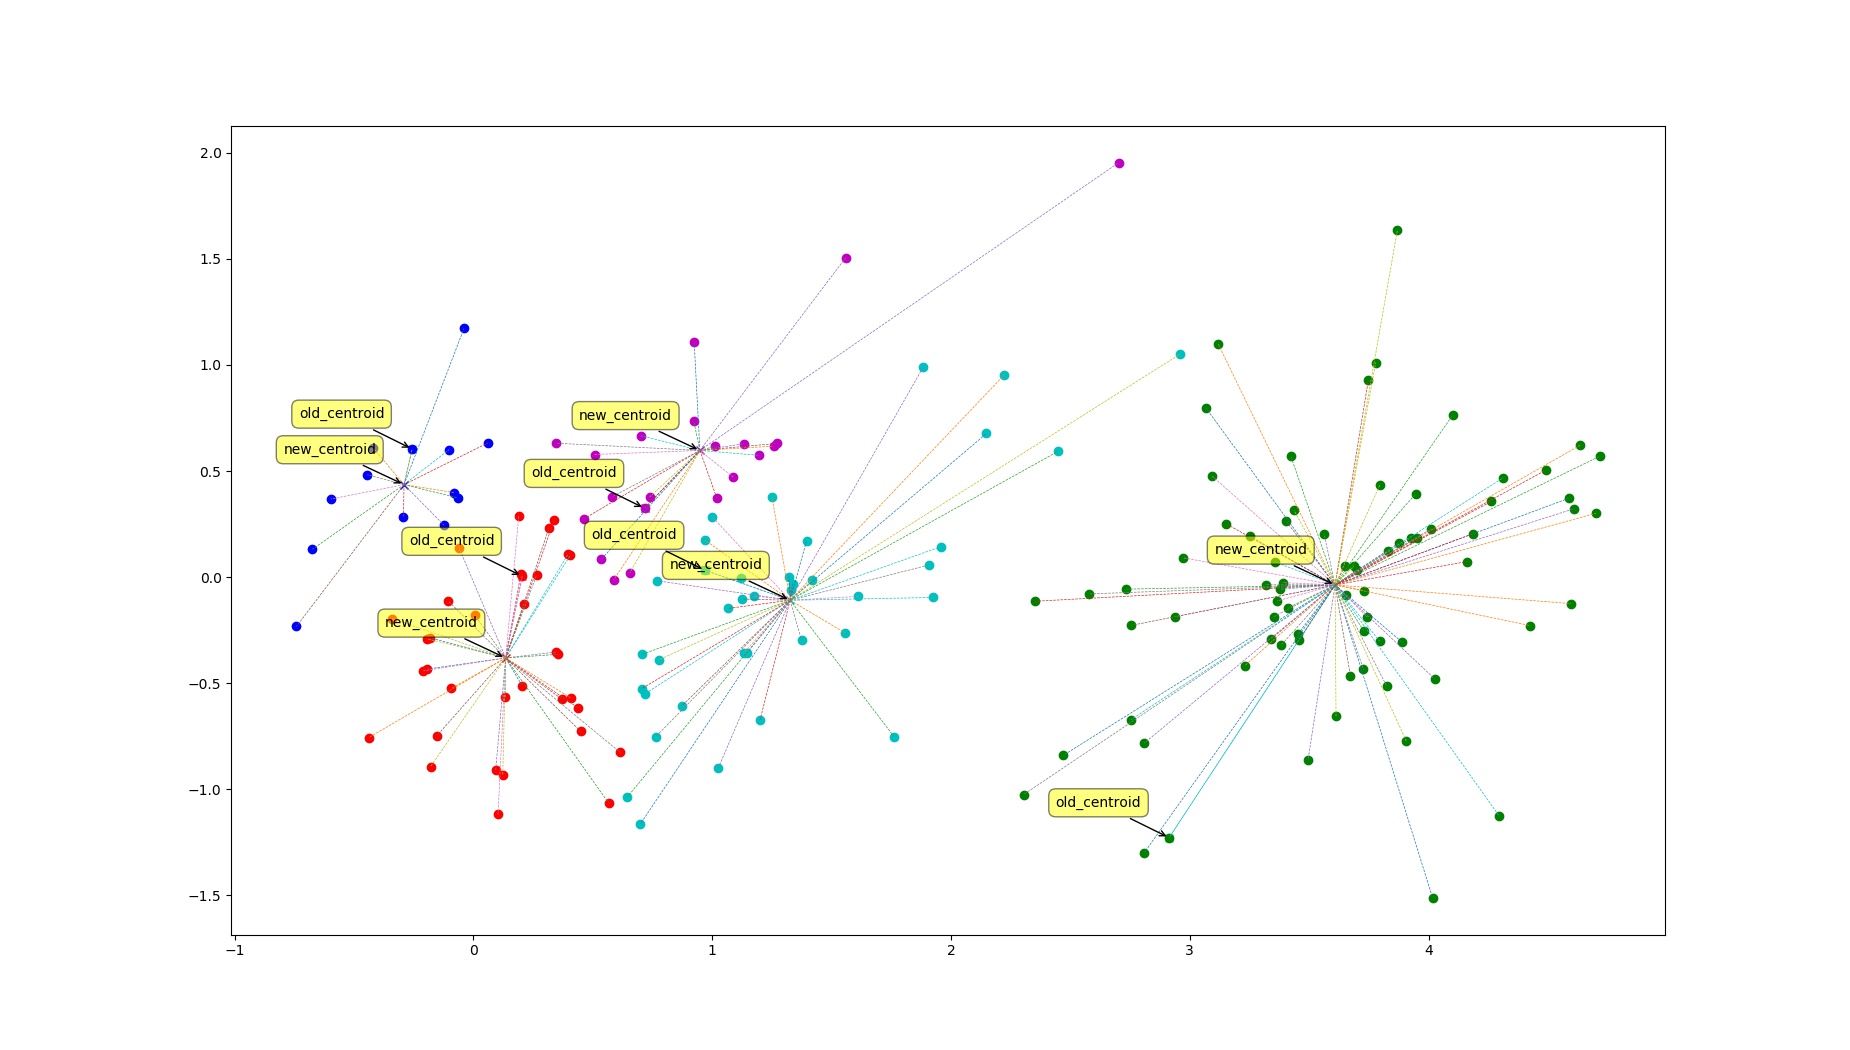 2.0
1.5
1.0
0.5
0.0
−0.5
−1.0
−1.5
old_centroid
new_centroid
new_centroid
old_centroid
old_centroid
old_centroid
new_centroid
new_centroid
new_centroid
old_centroid
−1
0
1
2
3
4